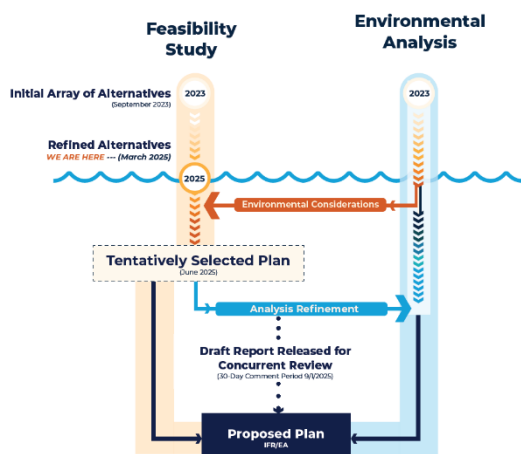 Feasibility
Study
Environmental
Analysis
Initial Array of Alternatives
(September 2023)
2023
2023
Refined Alternatives
WE ARE HERE --- (March 2025)
2025
Environmental Considerations
Tentatively Selected Plan
(June 2025)
Analysis Refinement
Draft Report Released for
Concurrent Review
(30-Day Comment Period 9/1/2025)
Proposed Plan
IFR/EA